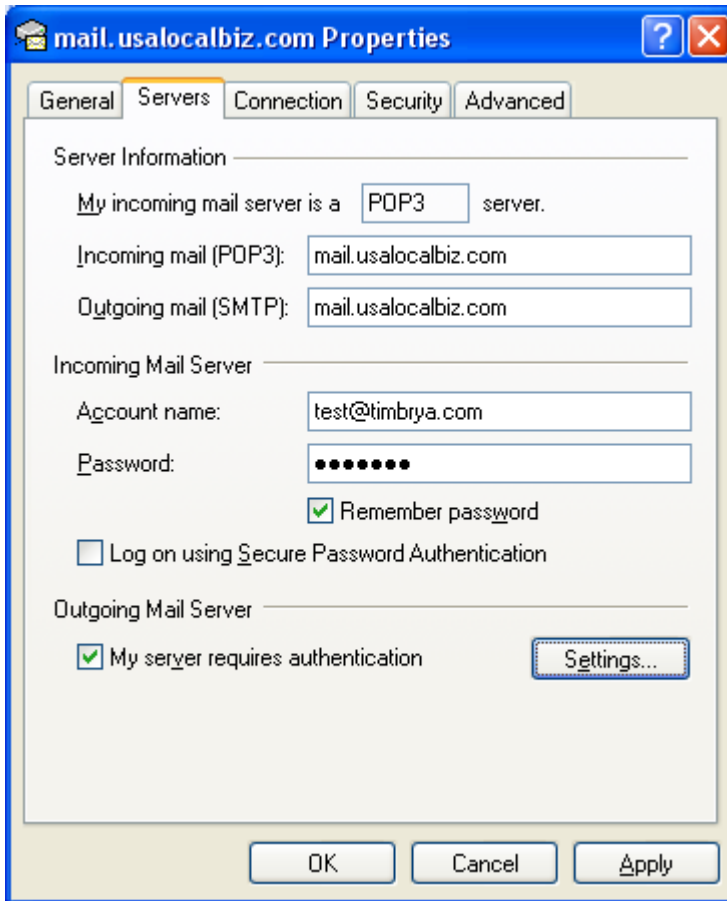 mail.usalocalbiz.com Properties
General Servers Connection Security Advanced
Server Information
My incoming mail server is a POP3 server.
Incoming mail (POP3): mail.usalocalbiz.com
Outgoing mail (SMTP): mail.usalocalbiz.com
Incoming Mail Server
Account name: test@timbrya.com
Password: •••••••
Remember password
Log on using Secure Password Authentication
Outgoing Mail Server
My server requires authentication Settings...
OK Cancel Apply